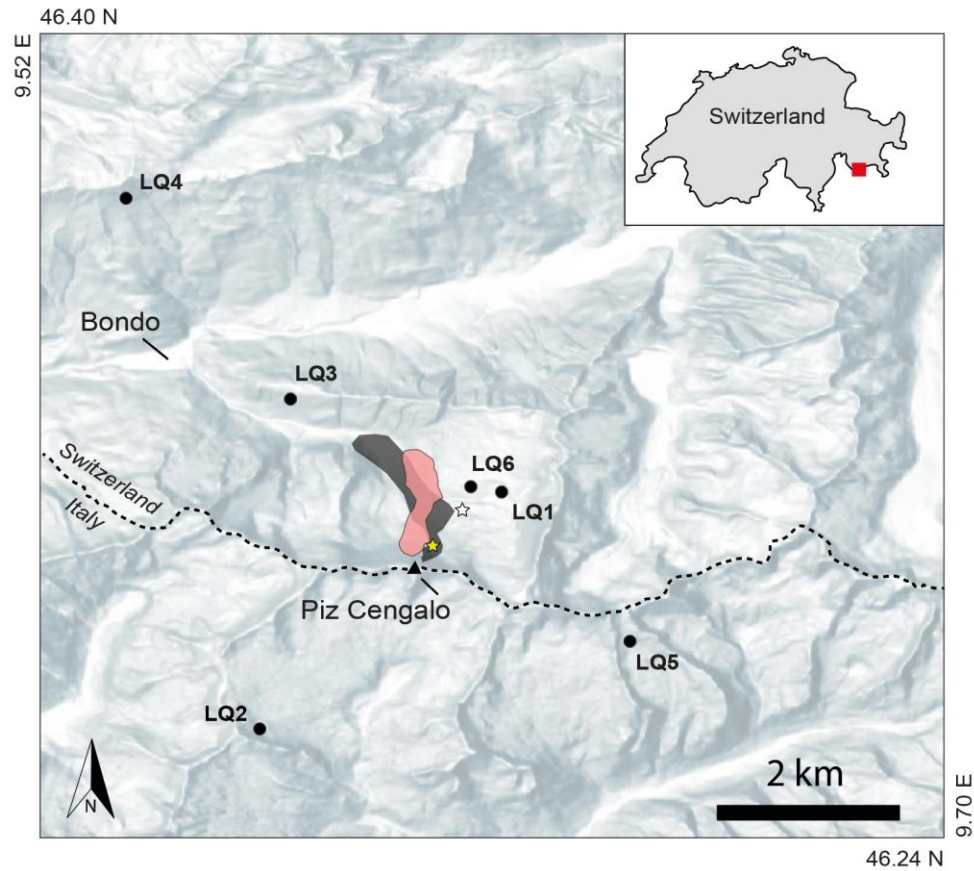 46.40 N
9.52 E
Switzerland
LQ4
Bondo
LQ3
LQ6
LQ1
Switzerland
Italy
Piz Cengalo
LQ5
LQ2
2 km
N
9.70 E
46.24 N